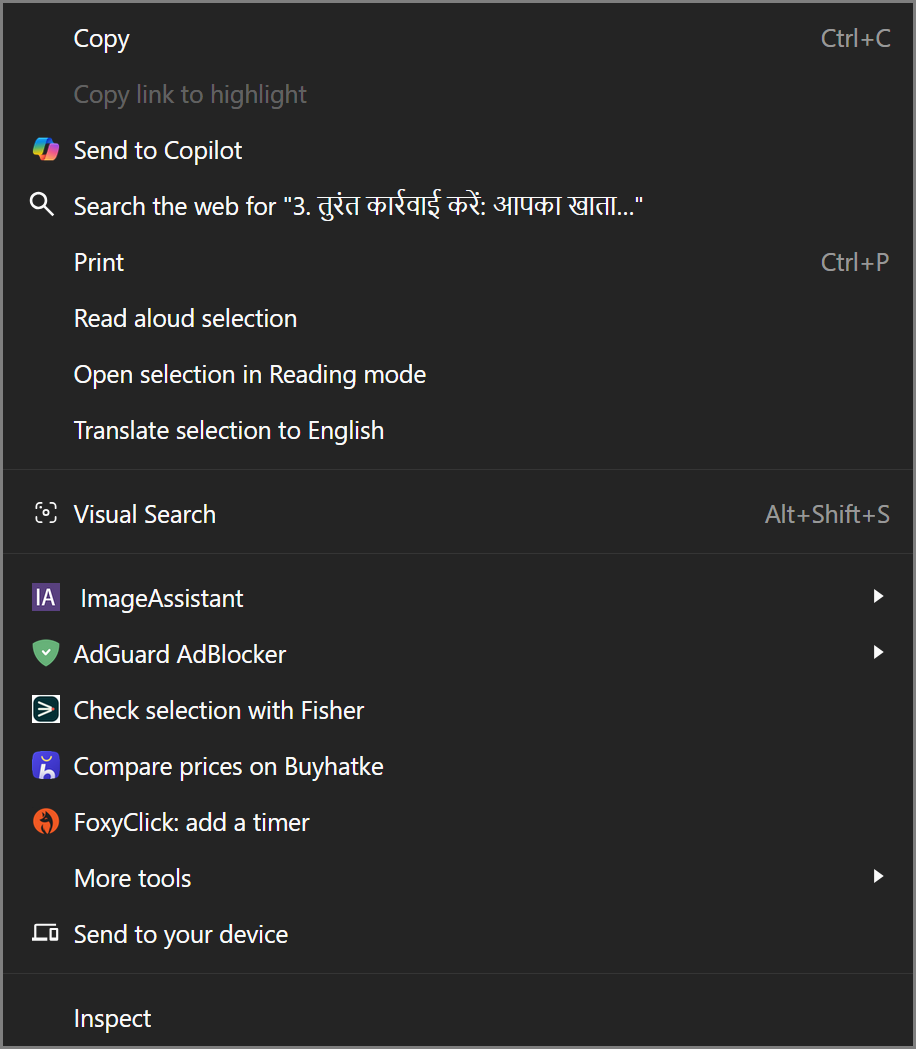 Copy Ctrl+C
Copy link to highlight
Send to Copilot
Search the web for "3. तुरंत कार्रवाई करें: आपका खाता..."
Print Ctrl+P
Read aloud selection
Open selection in Reading mode
Translate selection to English
Visual Search Alt+Shift+S
IA ImageAssistant
AdGuard AdBlocker
Check selection with Fisher
Compare prices on Buyhatke
FoxyClick: add a timer
More tools
Send to your device
Inspect